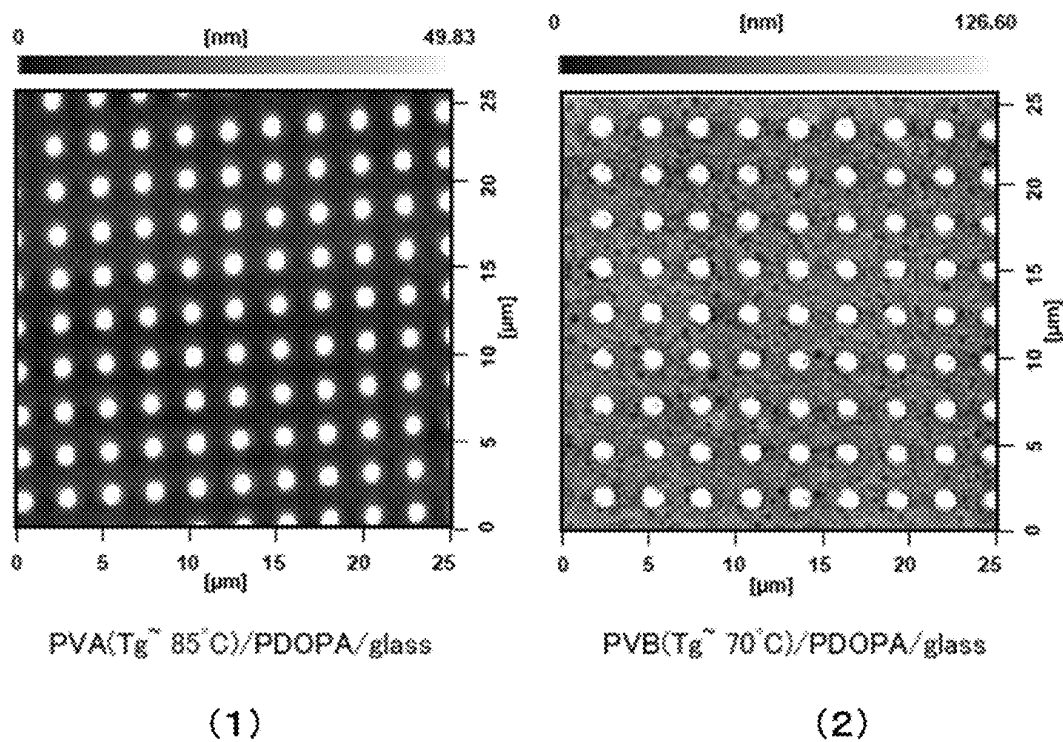 0 [nm] 49.83
0 [nm] 126.60
0 5 10 15 20 25
[µm]
0 5 10 15 20 25
[µm]
0 5 10 15 20 25
[µm]
0 5 10 15 20 25
[µm]
PVA(Tg~ 85°C)/PDOPA/glass
PVB(Tg~ 70°C)/PDOPA/glass
(1)
(2)